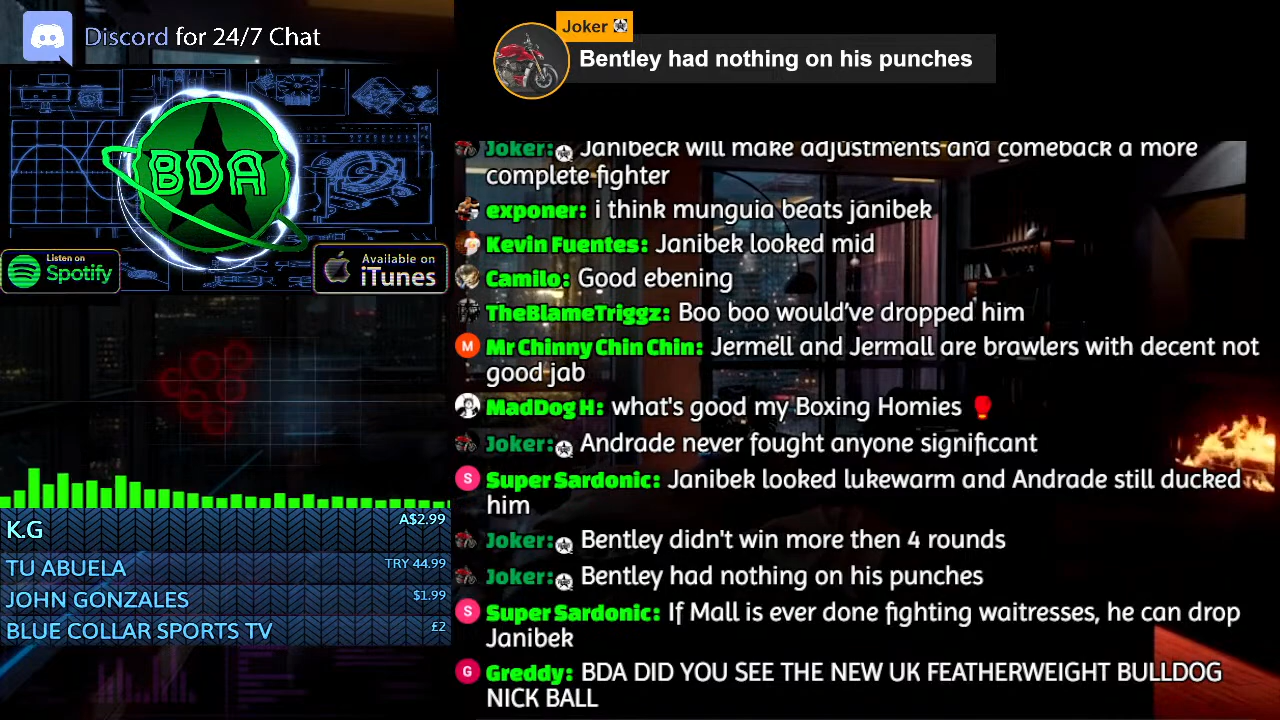 Discord for 24/7 Chat
BDA
Listen on
Spotify
Available on
iTunes
K.G A$2.99
TU ABUELA TRY 44.99
JOHN GONZALES $1.99
BLUE COLLAR SPORTS TV £2
Joker
Bentley had nothing on his punches
Joker: Janibeck will make adjustments and comeback a more
complete fighter
exponer: i think munguia beats janibek
Kevin Fuentes: Janibek looked mid
Camilo: Good ebening
TheBlameTriggz: Boo boo would've dropped him
M Mr Chinny Chin Chin: Jermell and Jermall are brawlers with decent not
good jab
MadDog H: what's good my Boxing Homies 🥊
Joker: Andrade never fought anyone significant
S Super Sardonic: Janibek looked lukewarm and Andrade still ducked
him
Joker: Bentley didn't win more then 4 rounds
Joker: Bentley had nothing on his punches
S Super Sardonic: If Mall is ever done fighting waitresses, he can drop
Janibek
G Greddy: BDA DID YOU SEE THE NEW UK FEATHERWEIGHT BULLDOG
NICK BALL